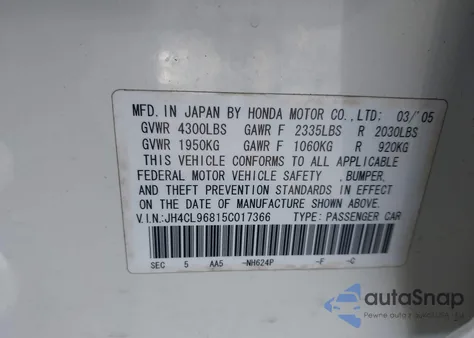 MFD. IN JAPAN BY HONDA MOTOR CO., LTD: 03/'05
GVWR 4300LBS GAWR F 2335LBS R 2030LBS
GVWR 1950KG GAWR F 1060KG R 920KG
THIS VEHICLE CONFORMS TO ALL APPLICABLE
FEDERAL MOTOR VEHICLE SAFETY , BUMPER,
AND THEFT PREVENTION STANDARDS IN EFFECT
ON THE DATE OF MANUFACTURE SHOWN ABOVE.
V.I.N.:JH4CL96815C017366 TYPE: PASSENGER CAR
SEC 5 AA5 -NH624P -F -C
autoSnap